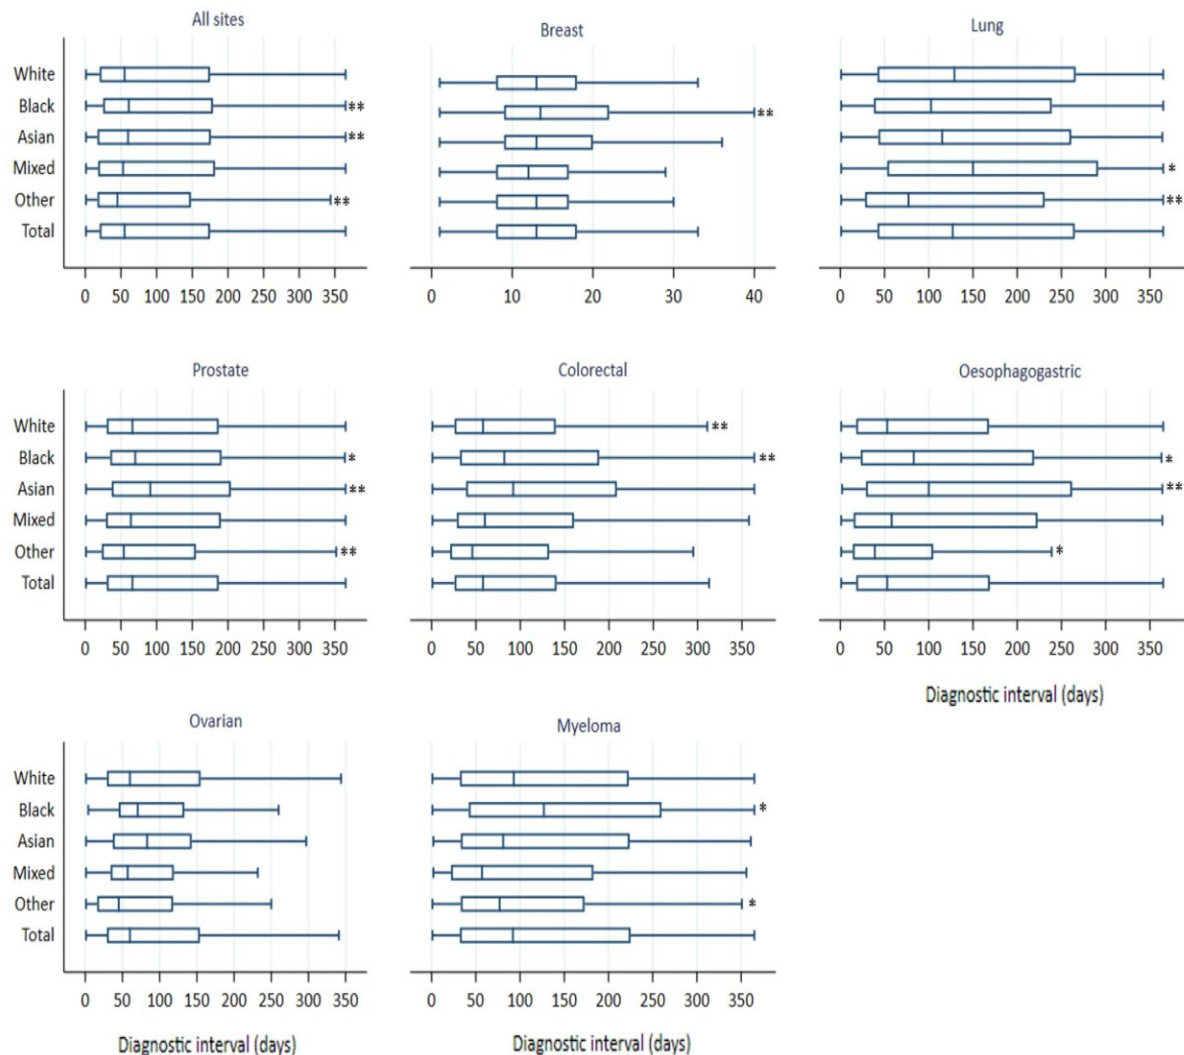 All sites
White
Black **
Asian **
Mixed
Other **
Total
0 50 100 150 200 250 300 350
Breast
**
0 10 20 30 40
Lung
*
**
0 50 100 150 200 250 300 350
Prostate
White
Black *
Asian **
Mixed
Other **
Total
0 50 100 150 200 250 300 350
Colorectal
**
**
0 50 100 150 200 250 300 350
Oesophagogastric
*
**
*
0 50 100 150 200 250 300 350
Diagnostic interval (days)
Ovarian
White
Black
Asian
Mixed
Other
Total
0 50 100 150 200 250 300 350
Diagnostic interval (days)
Myeloma
*
*
0 50 100 150 200 250 300 350
Diagnostic interval (days)